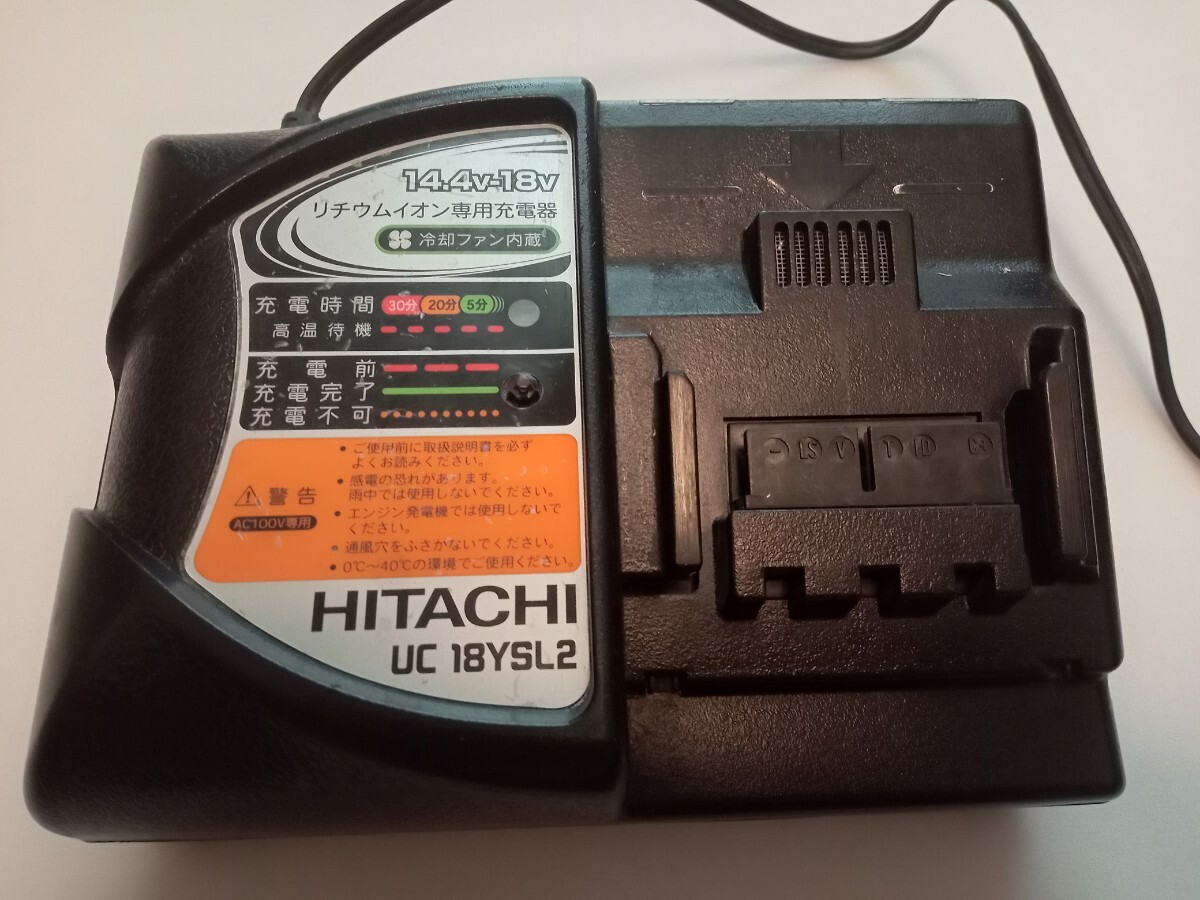 14.4v-18v
リチウムイオン専用充電器
冷却ファン内蔵
充電時間 30分 20分 5分
高温待機
充電前
充電完了
充電不可
警告
AC100V専用
• ご使用前に取扱説明書を必ず
よくお読みください。
• 感電の恐れがあります。
雨中では使用しないでください。
• エンジン発電機では使用しないで
ください。
• 通風穴をふさがないでください。
• 0℃〜40℃の環境でご使用ください。
HITACHI
UC 18YSL2
− LS V T ID